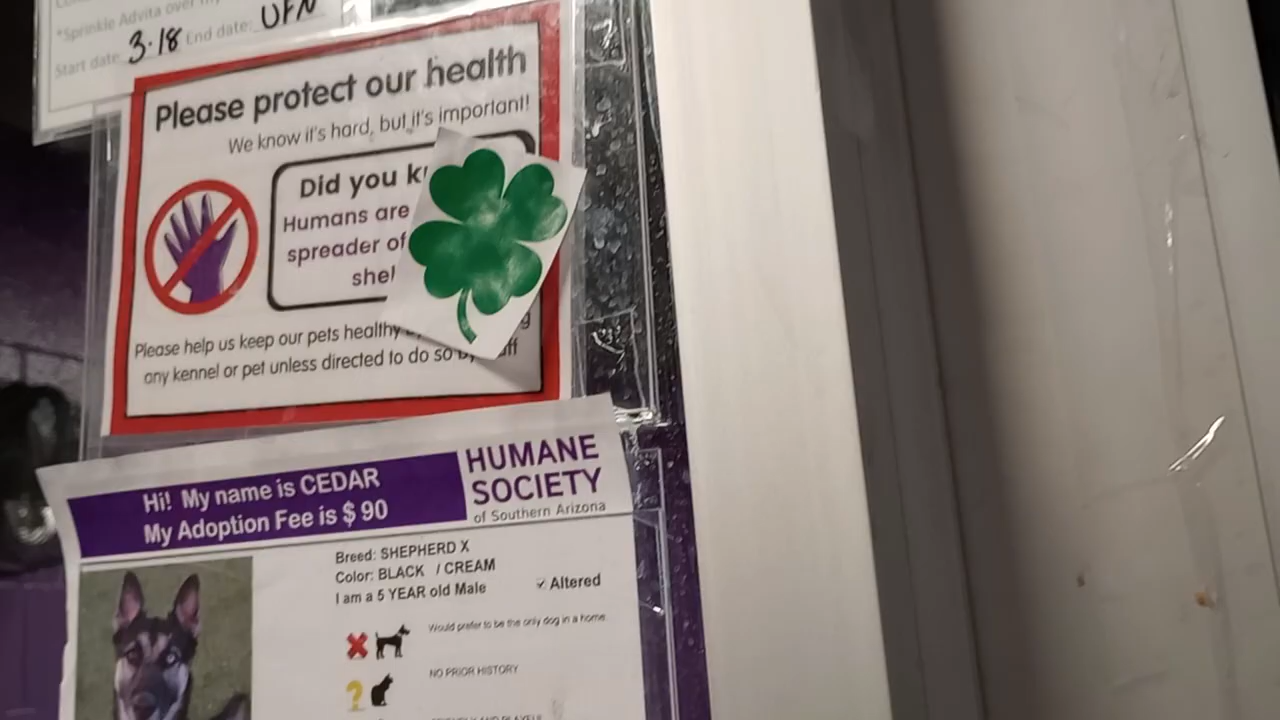 *Sprinkle Advita over
Start date: 3-18 End date: UFN
Please protect our health
We know it's hard, but it's important!
Did you
Humans are
spreader of
Please help us keep our pets healthy
any kennel or pet unless directed to do so
Hi! My name is CEDAR
My Adoption Fee is $ 90
HUMANE
SOCIETY
of Southern Arizona
Breed: SHEPHERD X
Color: BLACK / CREAM
I am a 5 YEAR old Male
Altered
Would prefer to be the only dog in a home
NO PRIOR HISTORY